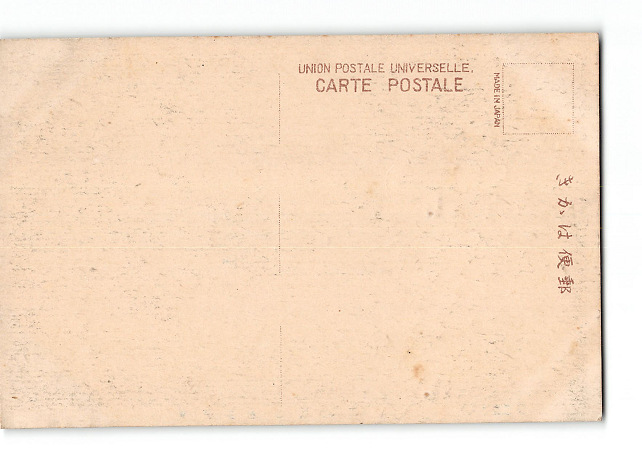 UNION POSTALE UNIVERSELLE.
CARTE POSTALE
MADE IN JAPAN
きかは便郵